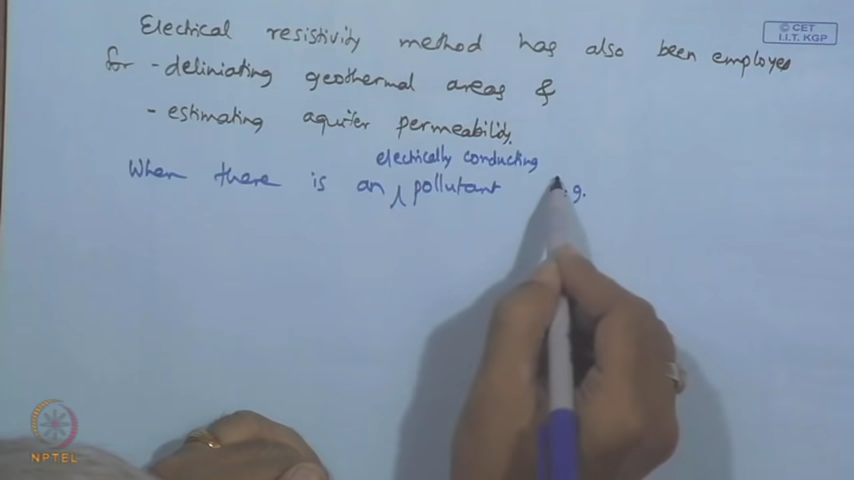 © CET
I.I.T. KGP
Electrical resistivity method has also been employe
for - deliniating geothermal areas &
- estimating aquifer permeability.
electrically conducting
When there is an pollutant .g.
NPTEL